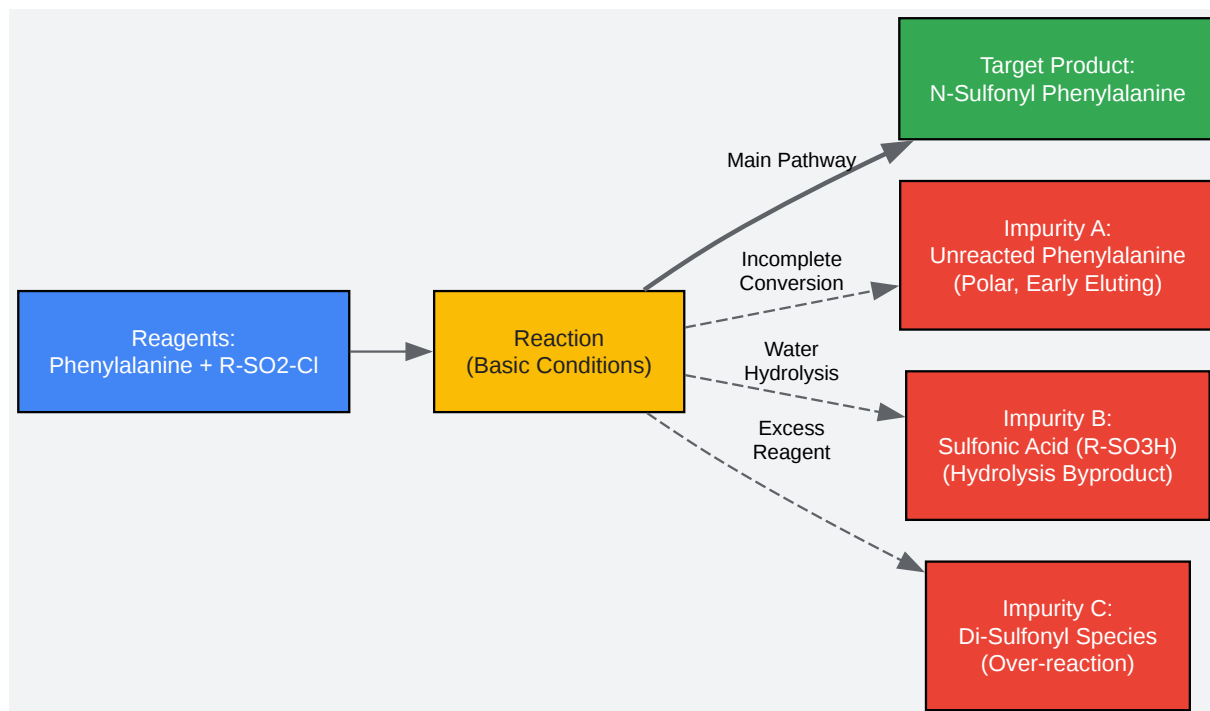 Reagents:
Phenylalanine + R-SO2-Cl
Reaction
(Basic Conditions)
Main Pathway
Target Product:
N-Sulfonyl Phenylalanine
Incomplete
Conversion
Impurity A:
Unreacted Phenylalanine
(Polar, Early Eluting)
Water
Hydrolysis
Impurity B:
Sulfonic Acid (R-SO3H)
(Hydrolysis Byproduct)
Excess
Reagent
Impurity C:
Di-Sulfonyl Species
(Over-reaction)